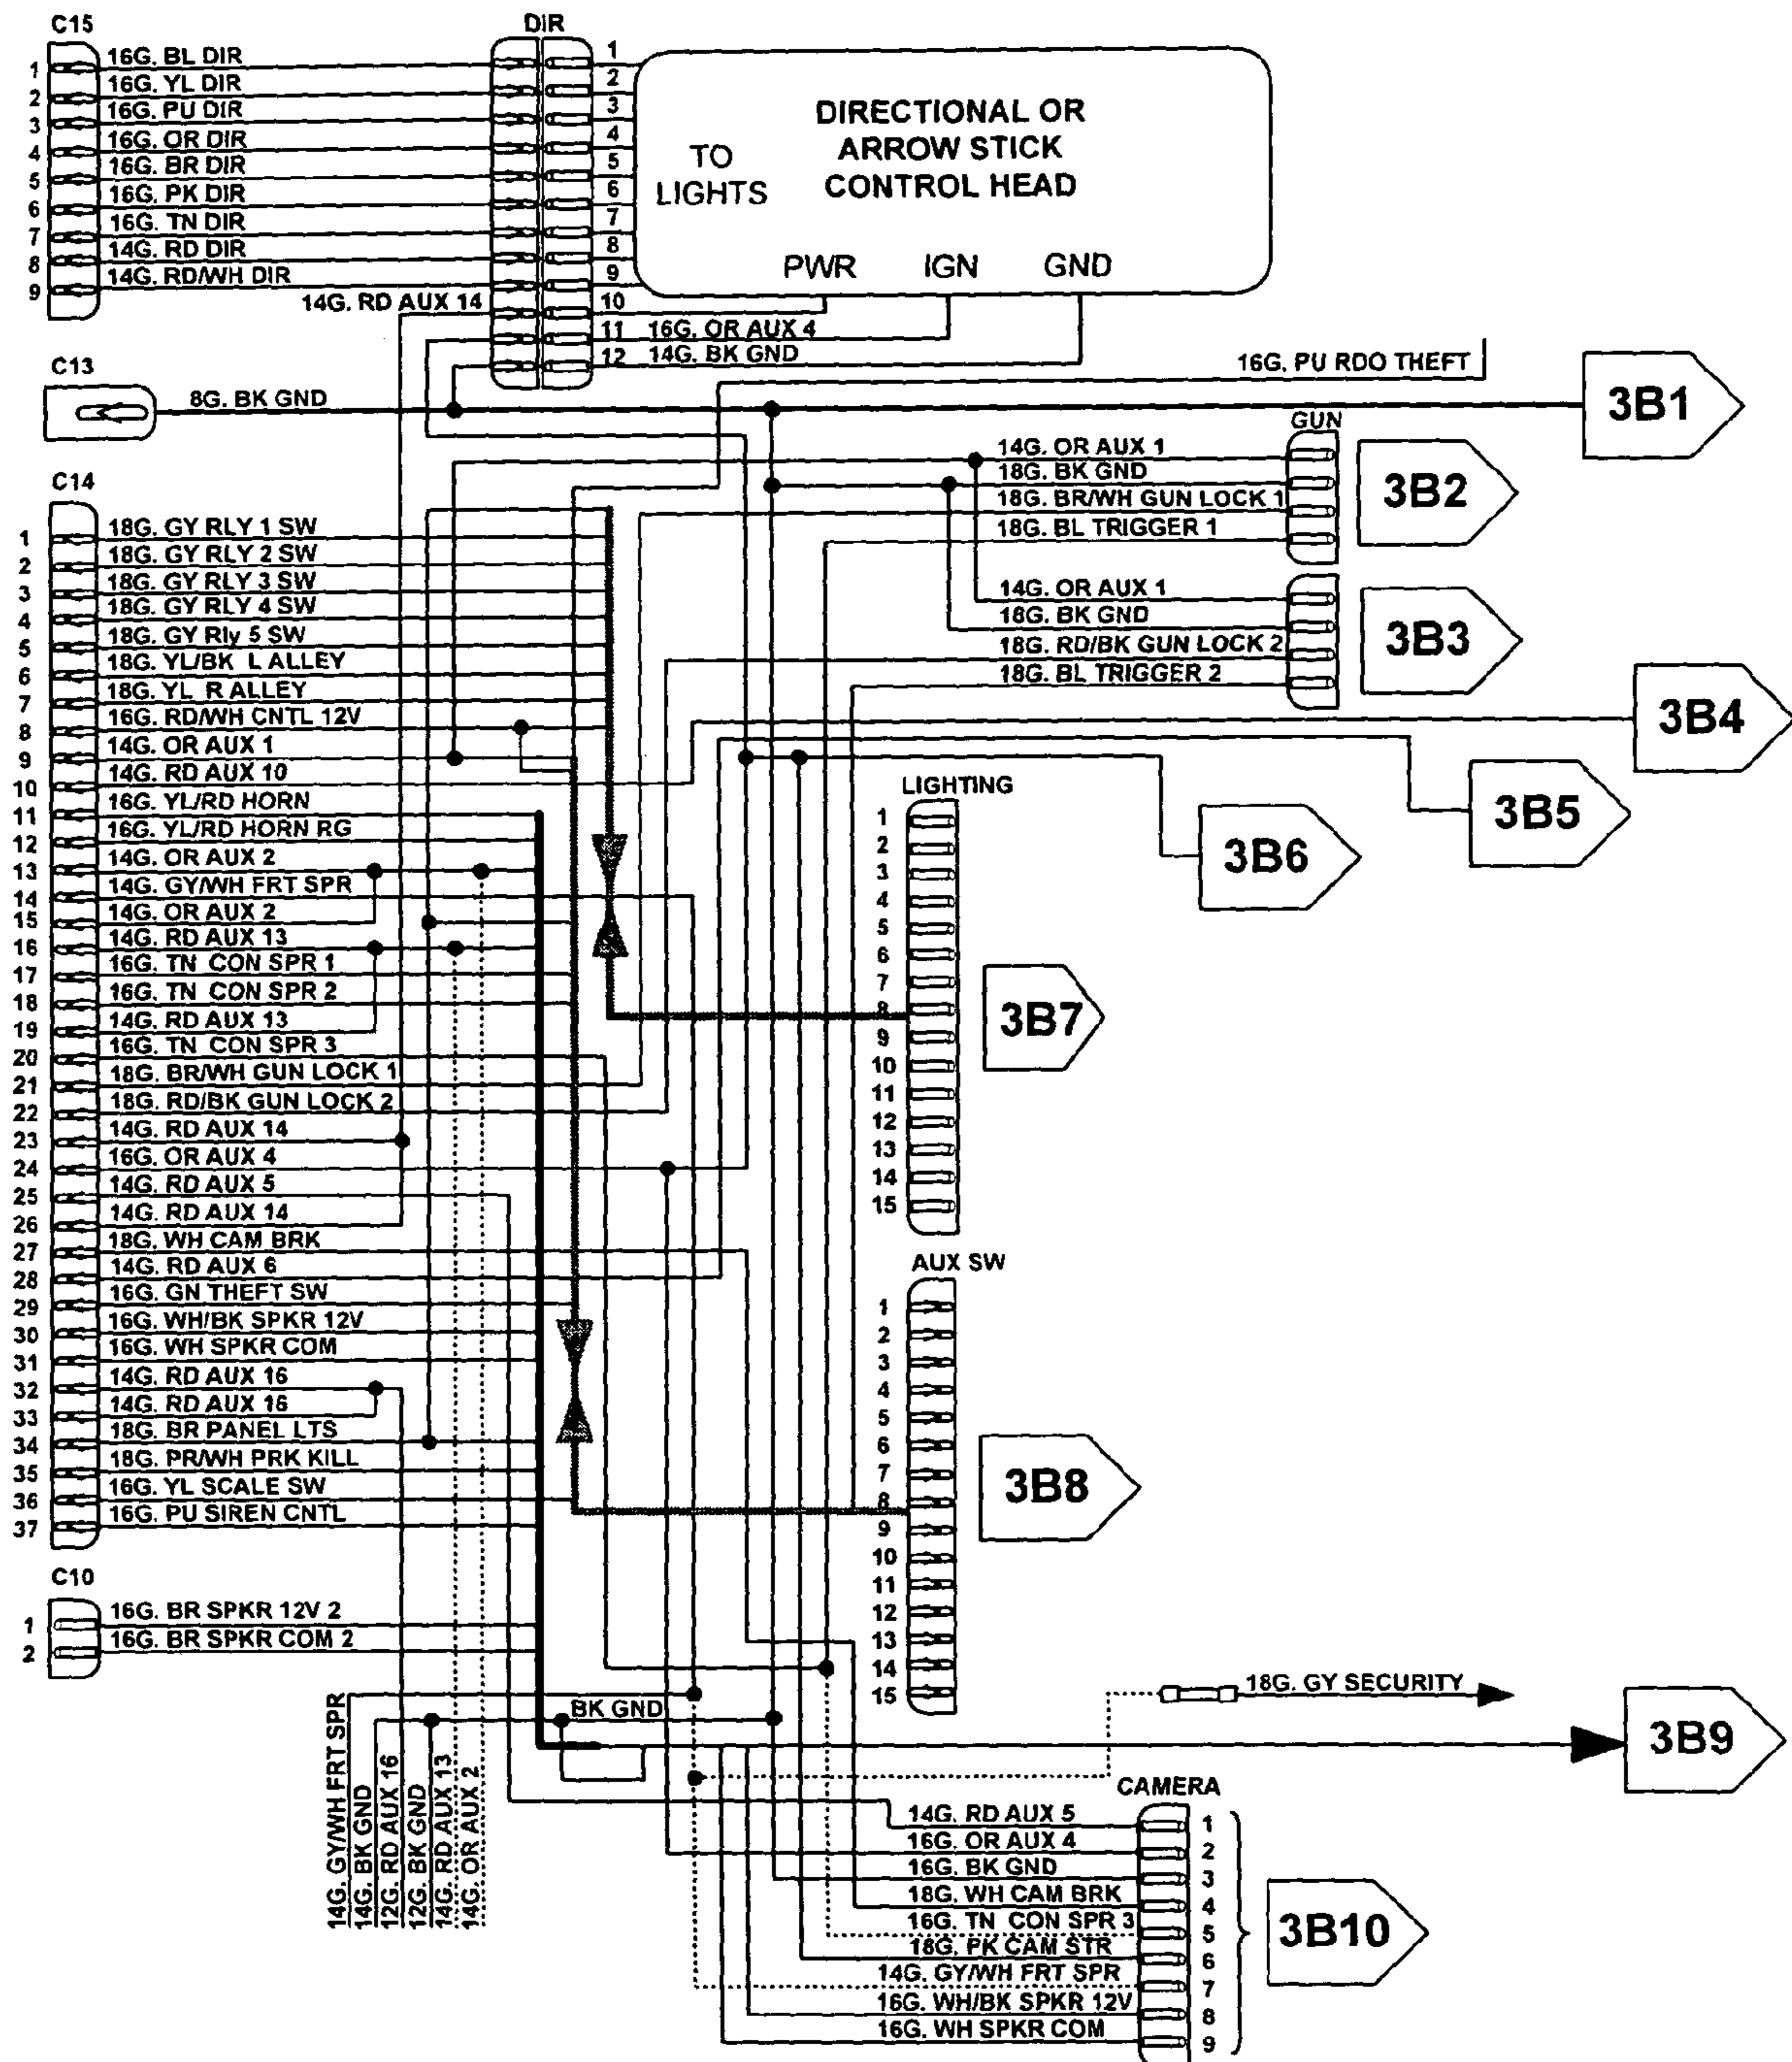 C15
DIR
1 16G. BL DIR 1
2 16G. YL DIR 2
3 16G. PU DIR 3
4 16G. OR DIR 4
5 16G. BR DIR 5
6 16G. PK DIR 6
7 16G. TN DIR 7
8 14G. RD DIR 8
9 14G. RD/WH DIR 9
14G. RD AUX 14 10
11 16G. OR AUX 4
12 14G. BK GND
DIRECTIONAL OR
ARROW STICK
CONTROL HEAD
TO
LIGHTS
PWR IGN GND
16G. PU RDO THEFT
C13
8G. BK GND
3B1
GUN
14G. OR AUX 1
18G. BK GND
18G. BR/WH GUN LOCK 1
18G. BL TRIGGER 1
3B2
14G. OR AUX 1
18G. BK GND
18G. RD/BK GUN LOCK 2
18G. BL TRIGGER 2
3B3
3B4
3B5
3B6
C14
1 18G. GY RLY 1 SW
2 18G. GY RLY 2 SW
3 18G. GY RLY 3 SW
4 18G. GY RLY 4 SW
5 18G. GY Rly 5 SW
6 18G. YL/BK L ALLEY
7 18G. YL R ALLEY
8 16G. RD/WH CNTL 12V
9 14G. OR AUX 1
10 14G. RD AUX 10
11 16G. YL/RD HORN
12 16G. YL/RD HORN RG
13 14G. OR AUX 2
14 14G. GY/WH FRT SPR
15 14G. OR AUX 2
16 14G. RD AUX 13
17 16G. TN CON SPR 1
18 16G. TN CON SPR 2
19 14G. RD AUX 13
20 16G. TN CON SPR 3
21 18G. BR/WH GUN LOCK 1
22 18G. RD/BK GUN LOCK 2
23 14G. RD AUX 14
24 16G. OR AUX 4
25 14G. RD AUX 5
26 14G. RD AUX 14
27 18G. WH CAM BRK
28 14G. RD AUX 6
29 16G. GN THEFT SW
30 16G. WH/BK SPKR 12V
31 16G. WH SPKR COM
32 14G. RD AUX 16
33 14G. RD AUX 16
34 18G. BR PANEL LTS
35 18G. PR/WH PRK KILL
36 16G. YL SCALE SW
37 16G. PU SIREN CNTL
LIGHTING
1
2
3
4
5
6
7
8
9
10
11
12
13
14
15
3B7
AUX SW
1
2
3
4
5
6
7
8
9
10
11
12
13
14
15
3B8
C10
1 16G. BR SPKR 12V 2
2 16G. BR SPKR COM 2
18G. GY SECURITY
BK GND
3B9
14G. GY/WH FRT SPR
14G. BK GND
12G. RD AUX 16
12G. BK GND
14G. RD AUX 13
14G. OR AUX 2
CAMERA
14G. RD AUX 5 1
16G. OR AUX 4 2
16G. BK GND 3
18G. WH CAM BRK 4
16G. TN CON SPR 3 5
18G. PK CAM STR 6
14G. GY/WH FRT SPR 7
16G. WH/BK SPKR 12V 8
16G. WH SPKR COM 9
3B10